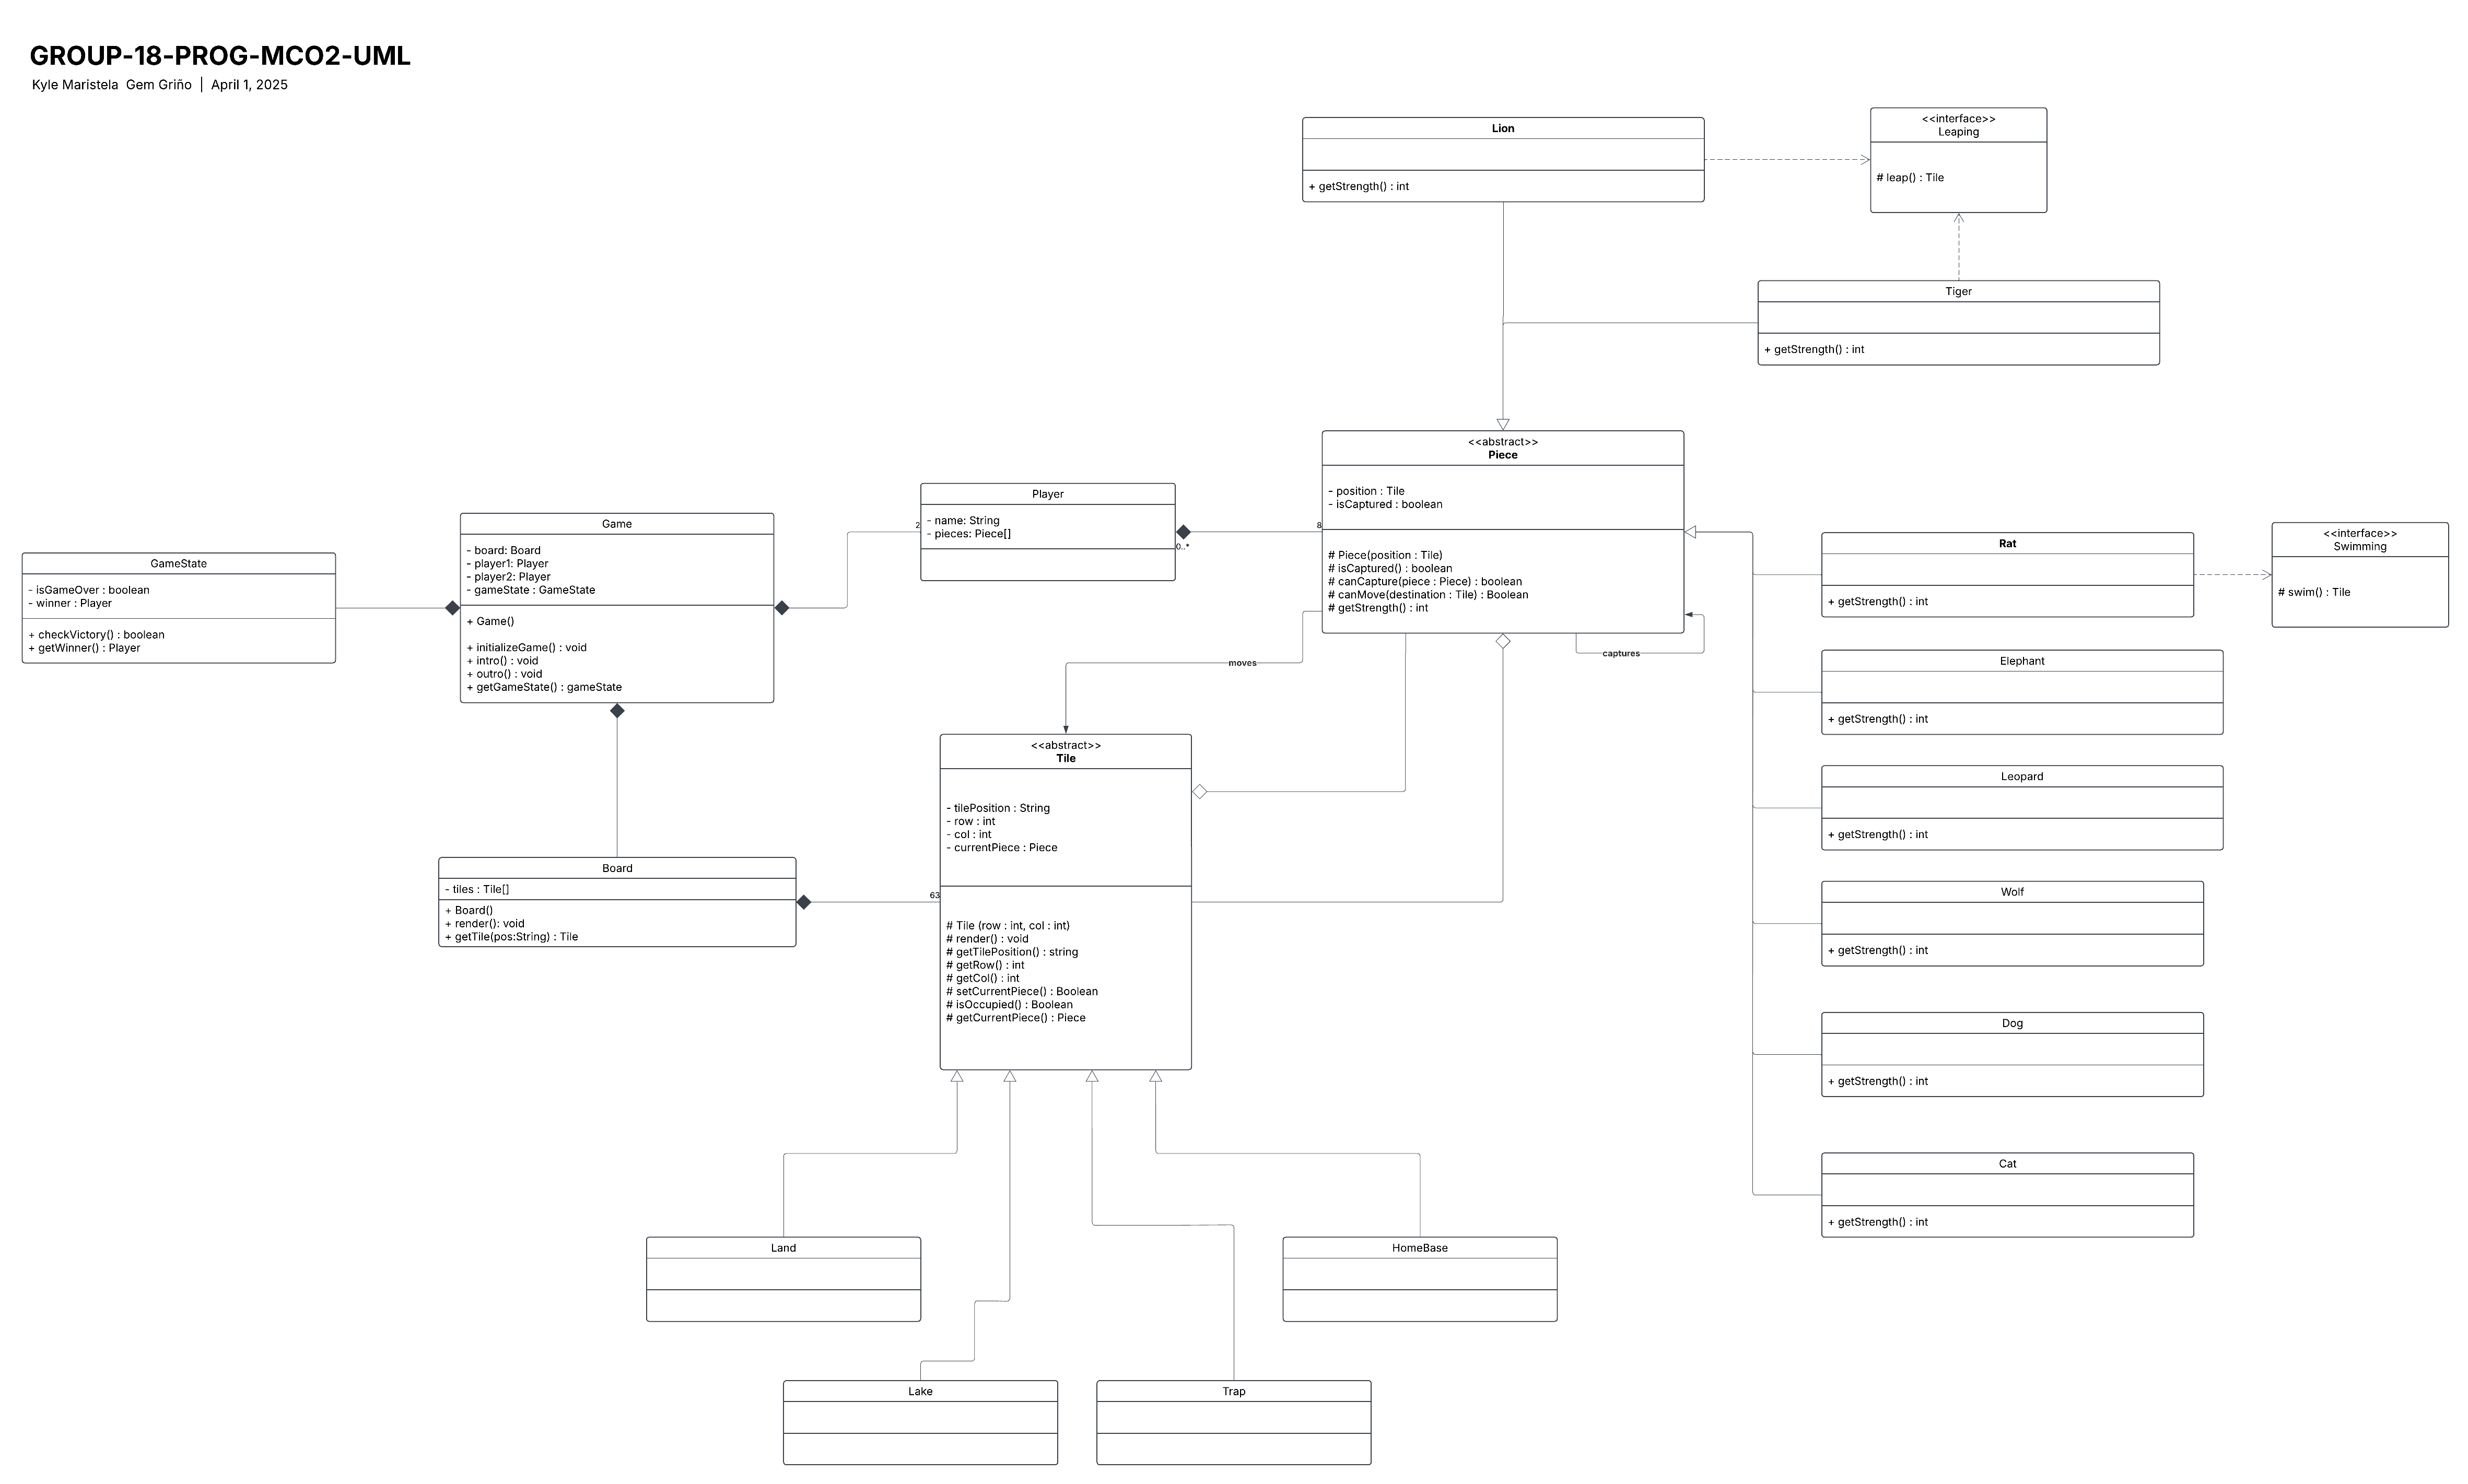 GROUP-18-PROG-MCO2-UML
Kyle Maristela  Gem Griño | April 1, 2025
Lion
+ getStrength() : int
<<interface>>
Leaping
# leap() : Tile
Tiger
+ getStrength() : int
<<abstract>>
Piece
- position : Tile
- isCaptured : boolean
# Piece(position : Tile)
# isCaptured() : boolean
# canCapture(piece : Piece) : boolean
# canMove(destination : Tile) : Boolean
# getStrength() : int
8
captures
moves
Player
- name: String
- pieces: Piece[]
2
0..*
Game
- board: Board
- player1: Player
- player2: Player
- gameState : GameState
+ Game()
+ initializeGame() : void
+ intro() : void
+ outro() : void
+ getGameState() : gameState
GameState
- isGameOver : boolean
- winner : Player
+ checkVictory() : boolean
+ getWinner() : Player
Rat
+ getStrength() : int
<<interface>>
Swimming
# swim() : Tile
Elephant
+ getStrength() : int
Leopard
+ getStrength() : int
Wolf
+ getStrength() : int
Dog
+ getStrength() : int
Cat
+ getStrength() : int
<<abstract>>
Tile
- tilePosition : String
- row : int
- col : int
- currentPiece : Piece
# Tile (row : int, col : int)
# render() : void
# getTilePosition() : string
# getRow() : int
# getCol() : int
# setCurrentPiece() : Boolean
# isOccupied() : Boolean
# getCurrentPiece() : Piece
63
Board
- tiles : Tile[]
+ Board()
+ render(): void
+ getTile(pos:String) : Tile
Land
HomeBase
Lake
Trap